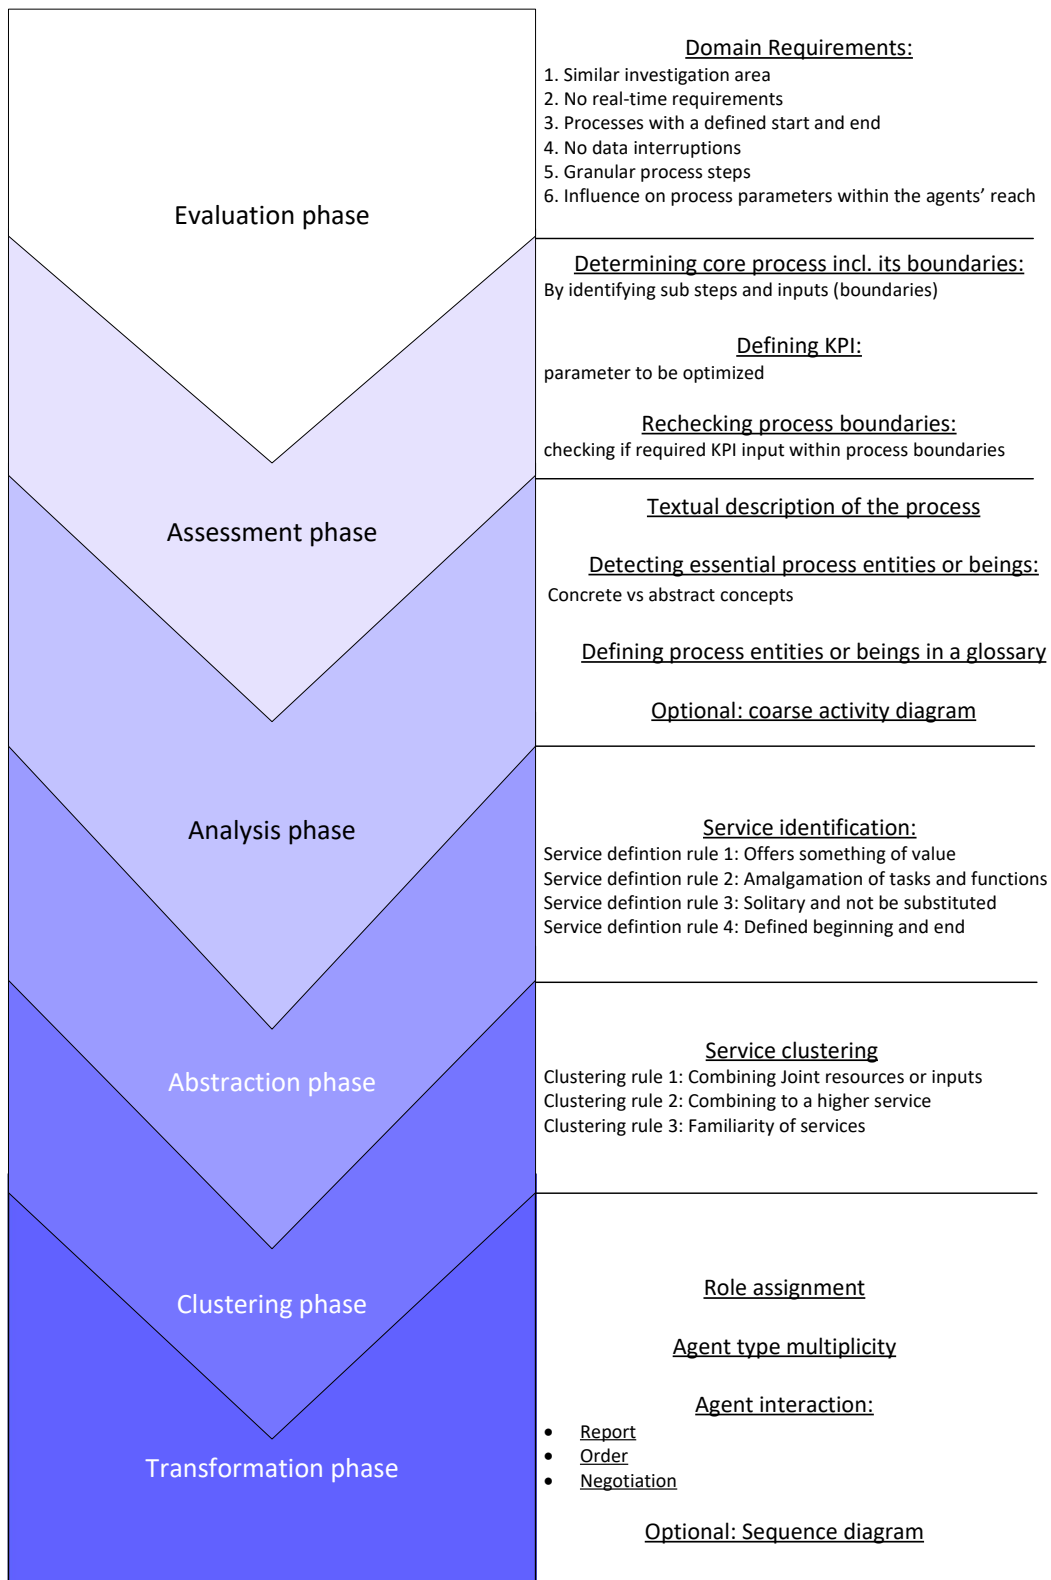 Domain Requirements:
1. Similar investigation area
2. No real-time requirements
3. Processes with a defined start and end
4. No data interruptions
5. Granular process steps
6. Influence on process parameters within the agents’ reach
Evaluation phase
Determining core process incl. its boundaries:
By identifying sub steps and inputs (boundaries)
Defining KPI:
parameter to be optimized
Rechecking process boundaries:
checking if required KPI input within process boundaries
Assessment phase
Textual description of the process
Detecting essential process entities or beings:
Concrete vs abstract concepts
Defining process entities or beings in a glossary
Optional: coarse activity diagram
Analysis phase
Service identification:
Service defintion rule 1: Offers something of value
Service defintion rule 2: Amalgamation of tasks and functions
Service defintion rule 3: Solitary and not be substituted
Service defintion rule 4: Defined beginning and end
Abstraction phase
Service clustering
Clustering rule 1: Combining Joint resources or inputs
Clustering rule 2: Combining to a higher service
Clustering rule 3: Familiarity of services
Clustering phase
Role assignment
Agent type multiplicity
Agent interaction:
• Report
• Order
• Negotiation
Transformation phase
Optional: Sequence diagram